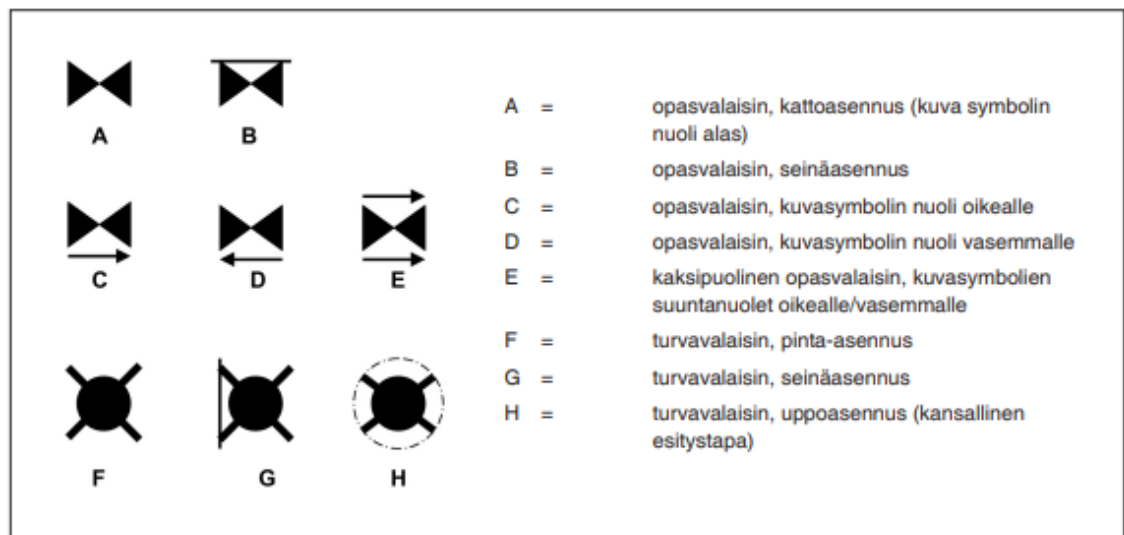 A B
C D E
F G H
A = opasvalaisin, kattoasennus (kuva symbolin
nuoli alas)
B = opasvalaisin, seinäasennus
C = opasvalaisin, kuvasymbolin nuoli oikealle
D = opasvalaisin, kuvasymbolin nuoli vasemmalle
E = kaksipuolinen opasvalaisin, kuvasymbolien
suuntanuolet oikealle/vasemmalle
F = turvavalaisin, pinta-asennus
G = turvavalaisin, seinäasennus
H = turvavalaisin, uppoasennus (kansallinen
esitystapa)